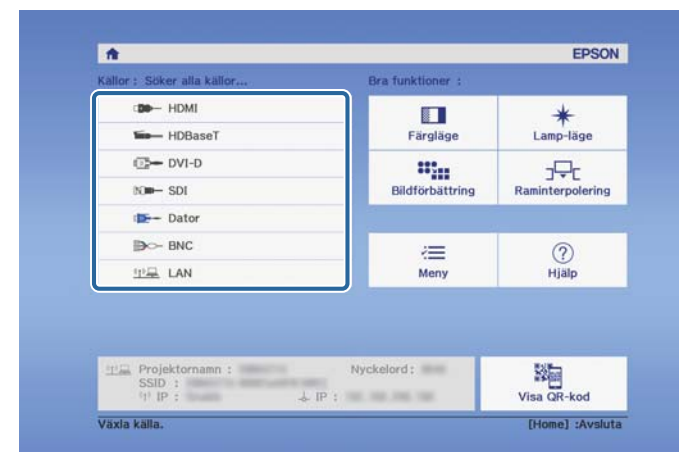 EPSON
Källor : Söker alla källor...
Bra funktioner :
HDMI
HDBaseT
DVI-D
SDI
Dator
BNC
LAN
Färgläge
Lamp-läge
Bildförbättring
Raminterpolering
Meny
Hjälp
Projektornamn :
Nyckelord :
SSID :
IP :
IP :
Visa QR-kod
Växla källa.
[Home] :Avsluta